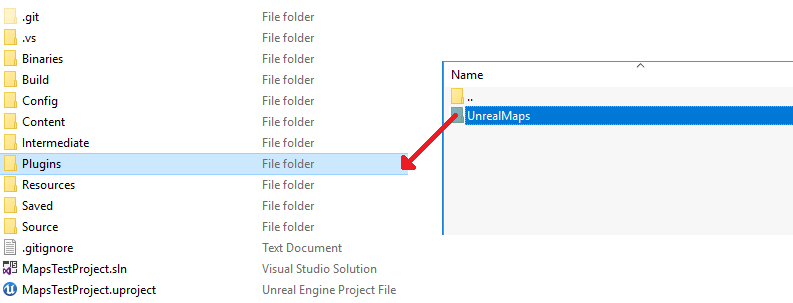 .git File folder
.vs File folder
Binaries File folder
Build File folder
Config File folder
Content File folder
Intermediate File folder
Plugins File folder
Resources File folder
Saved File folder
Source File folder
.gitignore Text Document
MapsTestProject.sln Visual Studio Solution
MapsTestProject.uproject Unreal Engine Project File
Name
..
UnrealMaps